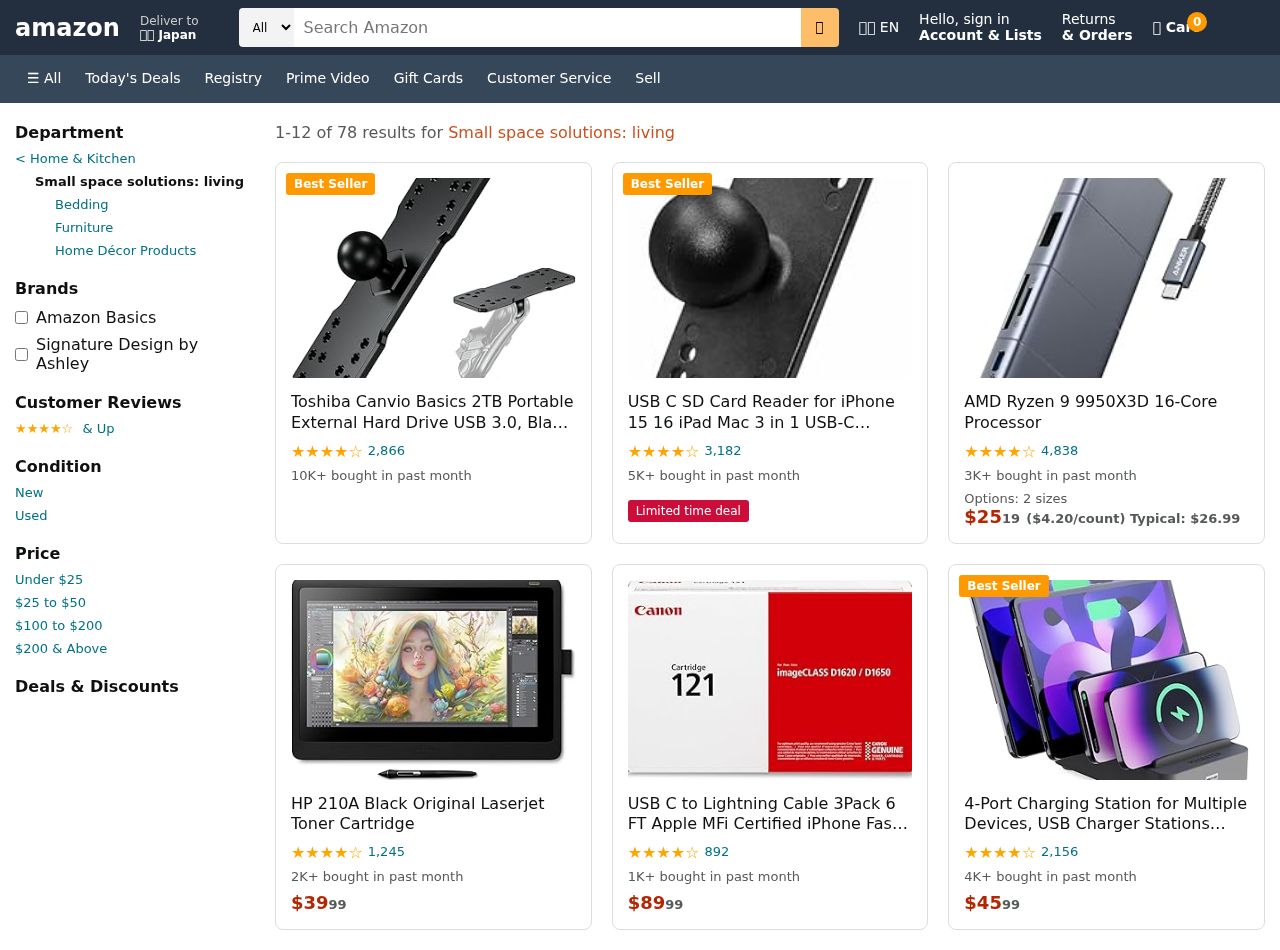 amazon
Deliver to
Japan
All
Search Amazon
EN
Hello, sign in
Account & Lists
Returns
& Orders
0
☰ All
Today's Deals
Registry
Prime Video
Gift Cards
Customer Service
Sell
Department
< Home & Kitchen
Small space solutions: living
Bedding
Furniture
Home Décor Products
Brands
Amazon Basics
Signature Design by
Ashley
Customer Reviews
★★★★☆ & Up
Condition
New
Used
Price
Under $25
$25 to $50
$100 to $200
$200 & Above
Deals & Discounts
1-12 of 78 results for Small space solutions: living
Best Seller
Toshiba Canvio Basics 2TB Portable
External Hard Drive USB 3.0, Bla…
★★★★☆ 2,866
10K+ bought in past month
Best Seller
USB C SD Card Reader for iPhone
15 16 iPad Mac 3 in 1 USB-C…
★★★★☆ 3,182
5K+ bought in past month
Limited time deal
ANKER
AMD Ryzen 9 9950X3D 16-Core
Processor
★★★★☆ 4,838
3K+ bought in past month
Options: 2 sizes
$25 19 ($4.20/count) Typical: $26.99
HP 210A Black Original Laserjet
Toner Cartridge
★★★★☆ 1,245
2K+ bought in past month
$39 99
Canon
Cartridge
121
imageCLASS D1620 / D1650
CANON
GENUINE
USB C to Lightning Cable 3Pack 6
FT Apple MFi Certified iPhone Fas…
★★★★☆ 892
1K+ bought in past month
$89 99
Best Seller
4-Port Charging Station for Multiple
Devices, USB Charger Stations…
★★★★☆ 2,156
4K+ bought in past month
$45 99